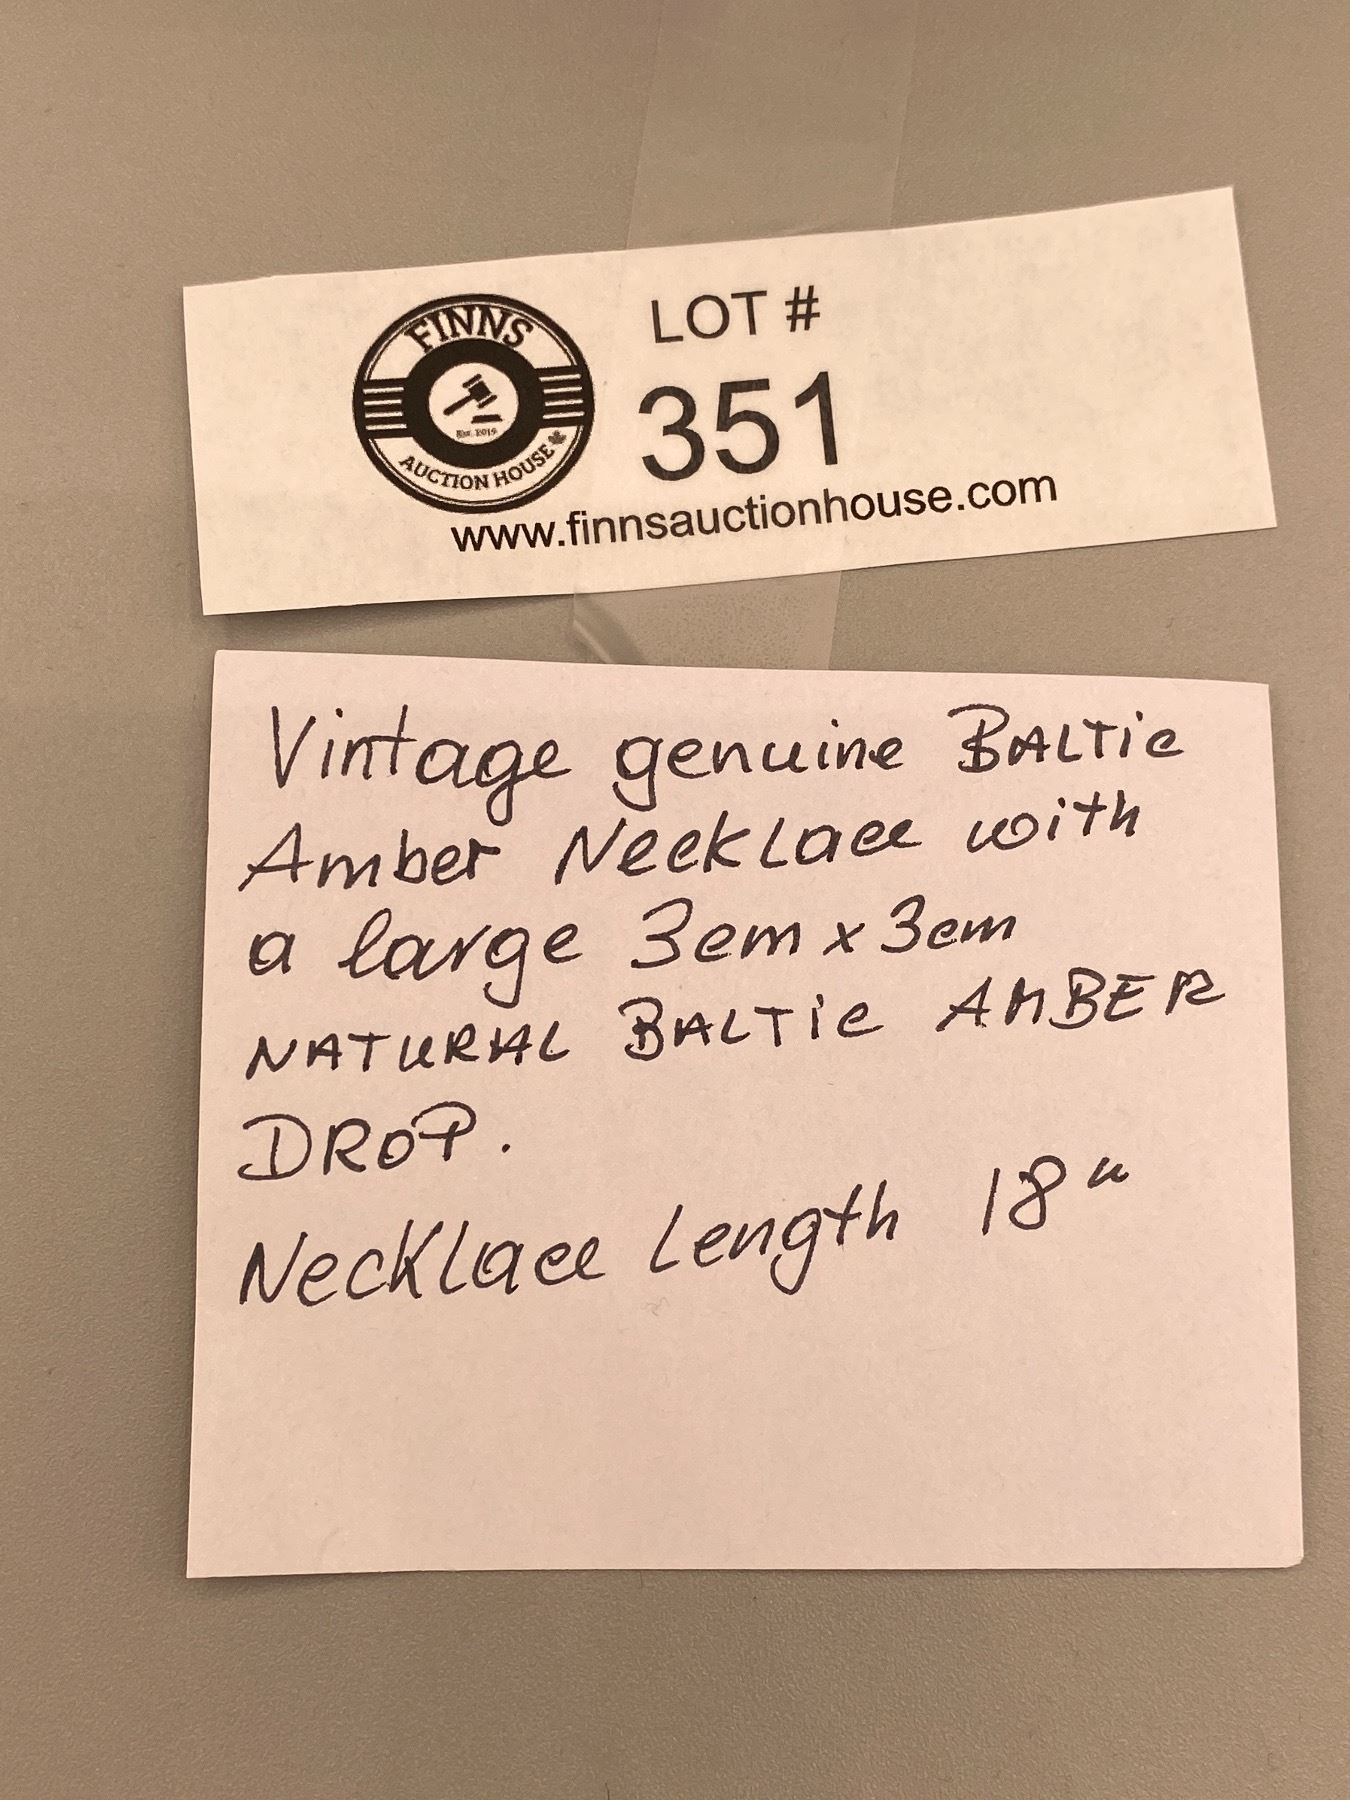 FINNS
Est. 2019
AUCTION HOUSE
LOT #
351
www.finnsauctionhouse.com
Vintage genuine BALTic
Amber Necklace with
a large 3cm x 3cm
NATURAL BALTic AMBER
DROP.
Necklace Length 18"